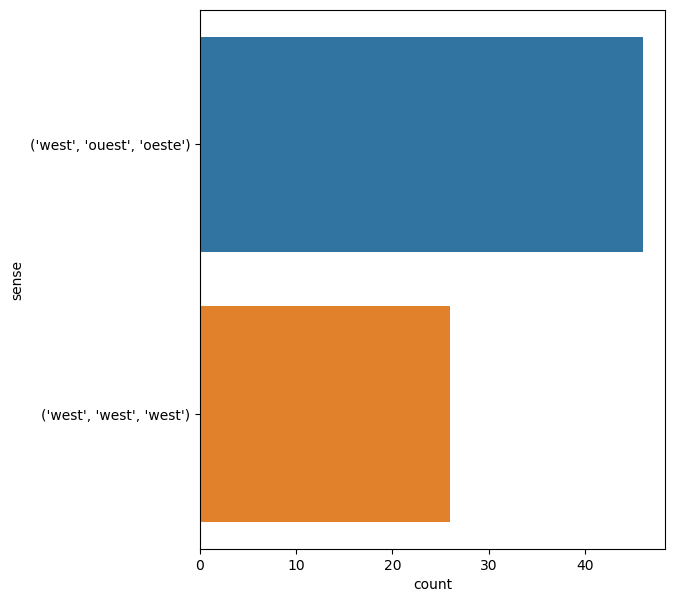 ('west', 'ouest', 'oeste')
('west', 'west', 'west')
sense
0 10 20 30 40
count